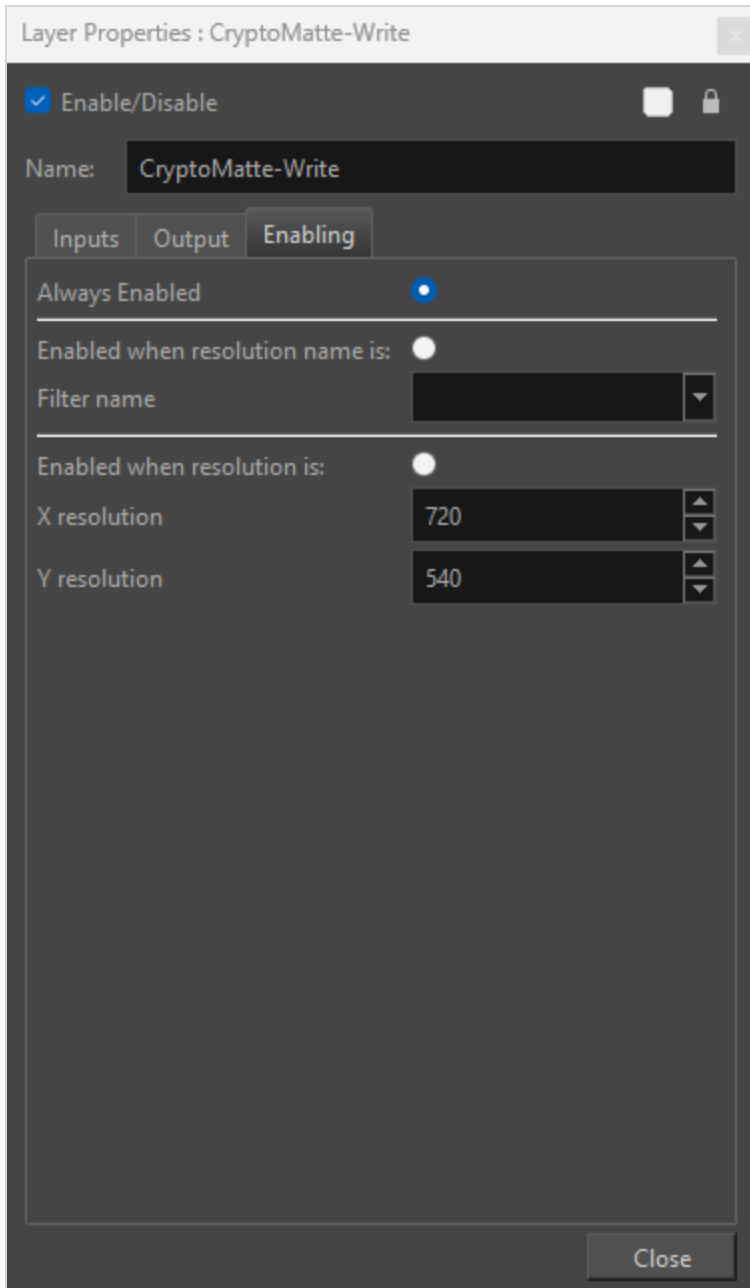 Layer Properties : CryptoMatte-Write
x
Enable/Disable
Name: CryptoMatte-Write
Inputs Output Enabling
Always Enabled
Enabled when resolution name is:
Filter name
Enabled when resolution is:
X resolution 720
Y resolution 540
Close